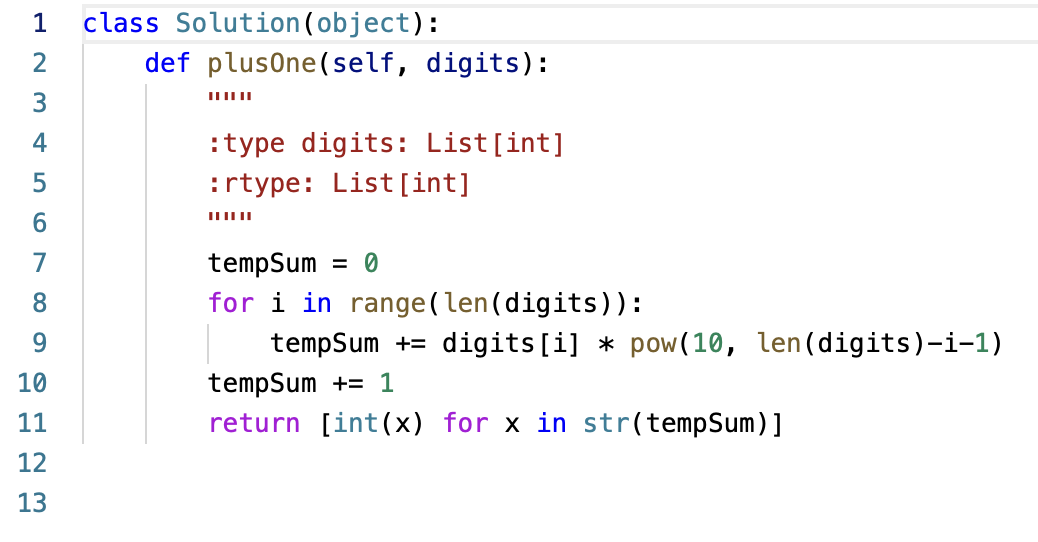 1 class Solution(object):
2     def plusOne(self, digits):
3         """
4         :type digits: List[int]
5         :rtype: List[int]
6         """
7         tempSum = 0
8         for i in range(len(digits)):
9             tempSum += digits[i] * pow(10, len(digits)-i-1)
10         tempSum += 1
11         return [int(x) for x in str(tempSum)]
12
13